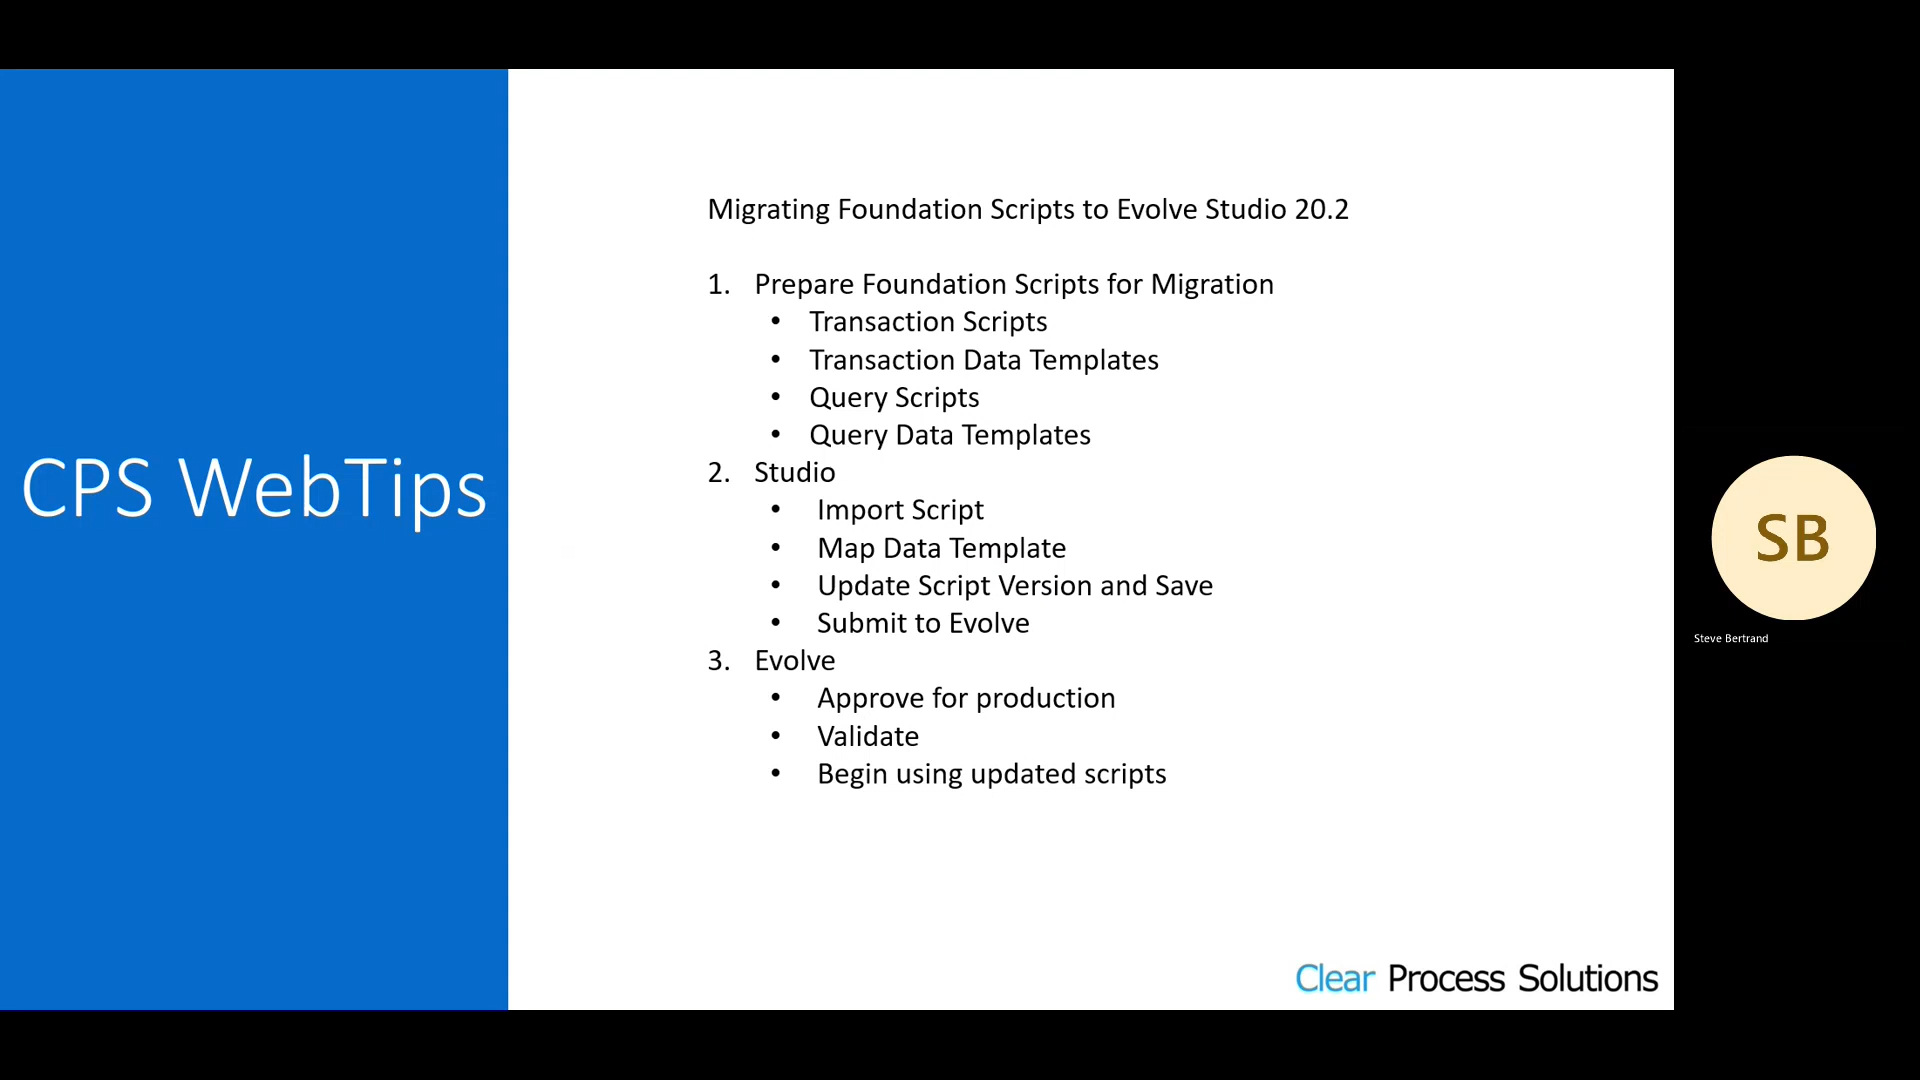 CPS WebTips
Migrating Foundation Scripts to Evolve Studio 20.2
1. Prepare Foundation Scripts for Migration
• Transaction Scripts
• Transaction Data Templates
• Query Scripts
• Query Data Templates
2. Studio
• Import Script
• Map Data Template
• Update Script Version and Save
• Submit to Evolve
3. Evolve
• Approve for production
• Validate
• Begin using updated scripts
Clear Process Solutions
SB
Steve Bertrand